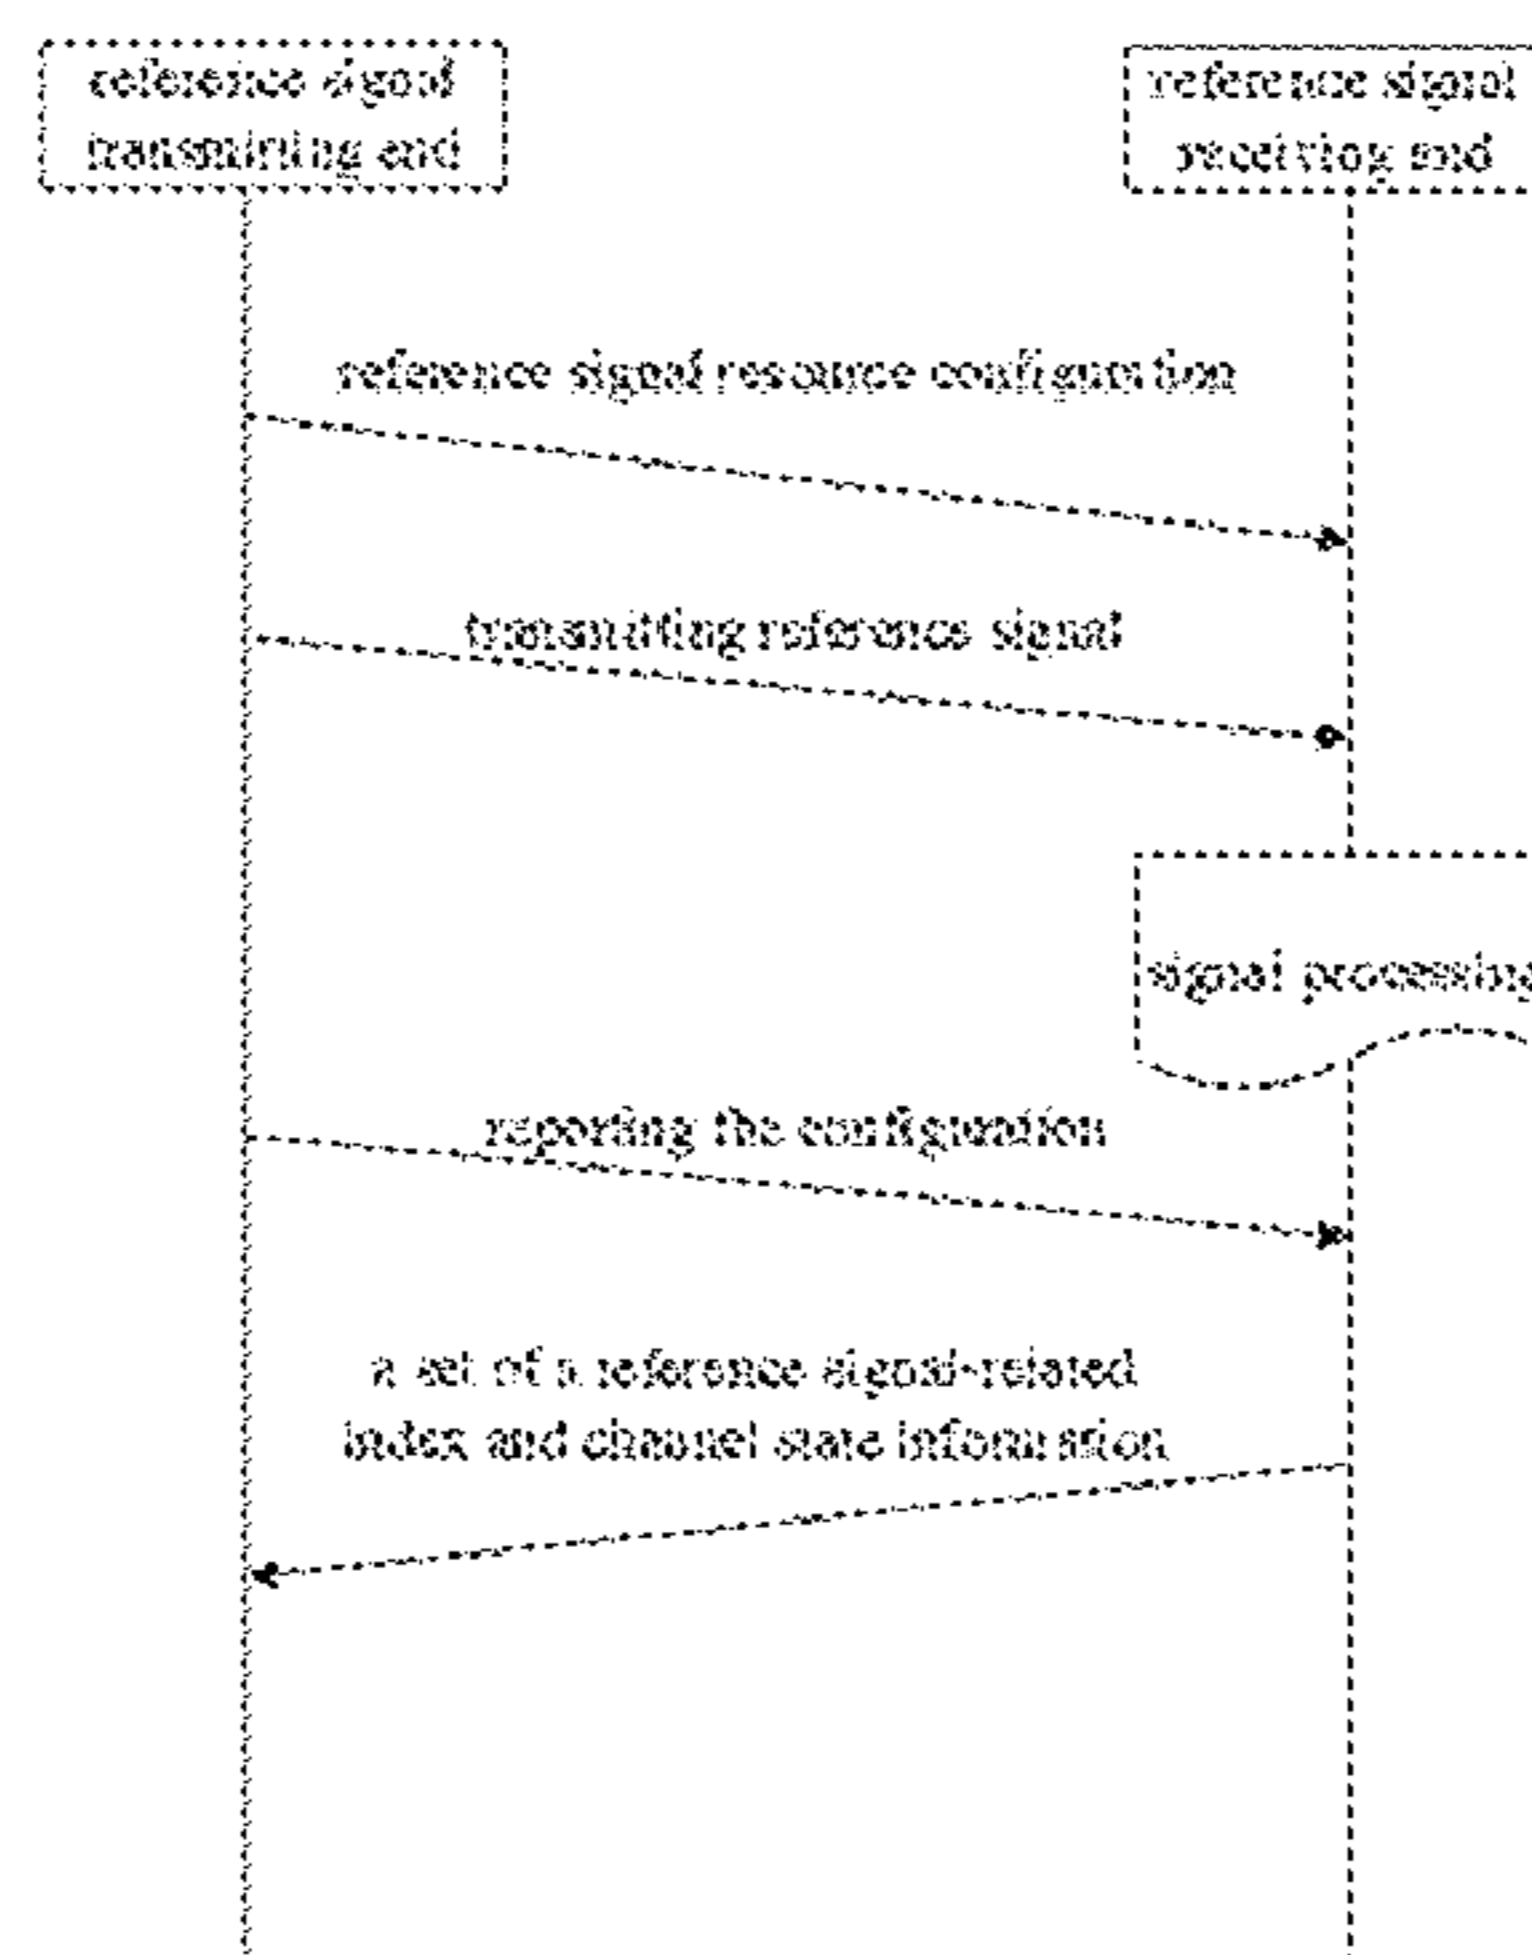 reference signal
transmitting end
reference signal
receiving end
reference signal resource configuration
transmitting reference signal
signal processing
reporting the configuration
a set of a reference signal-related
index and channel state information